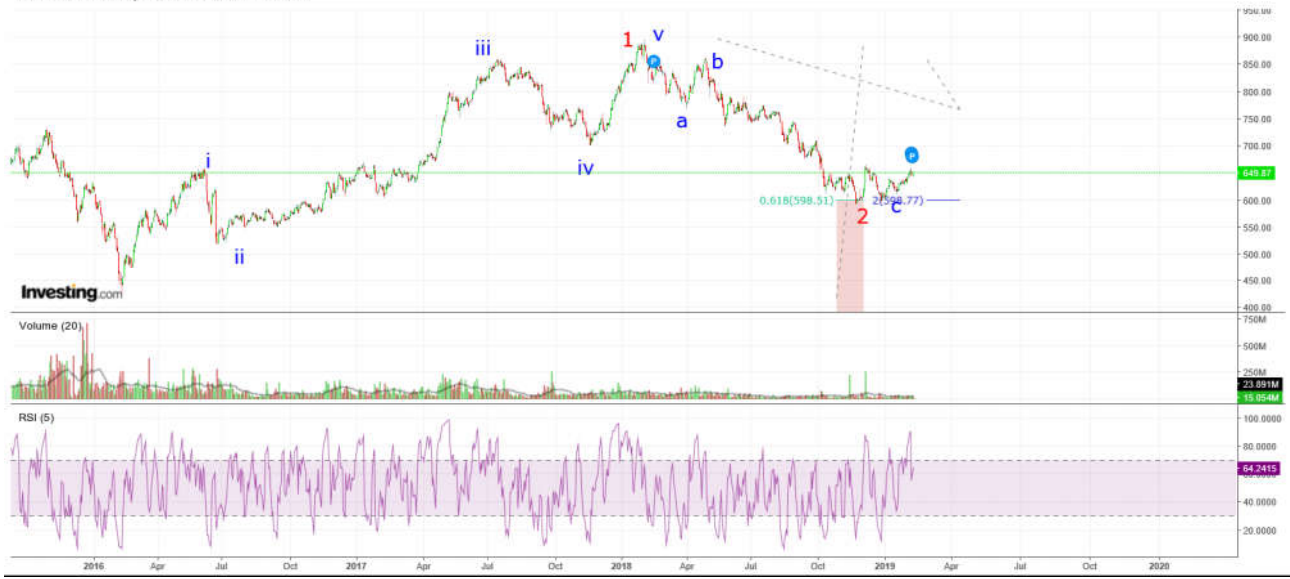 950.00
900.00
850.00
800.00
750.00
700.00
649.87
600.00
550.00
500.00
450.00
400.00
1
v
iii
P
b
a
iv
i
ii
P
0.618(598.51)
2
2(598.77)
c
Investing.com
Volume (20)
750M
500M
250M
23.891M
15.054M
RSI (5)
100.0000
80.0000
64.2415
40.0000
20.0000
2016 Apr Jul Oct 2017 Apr Jul Oct 2018 Apr Jul Oct 2019 Apr Jul Oct 2020